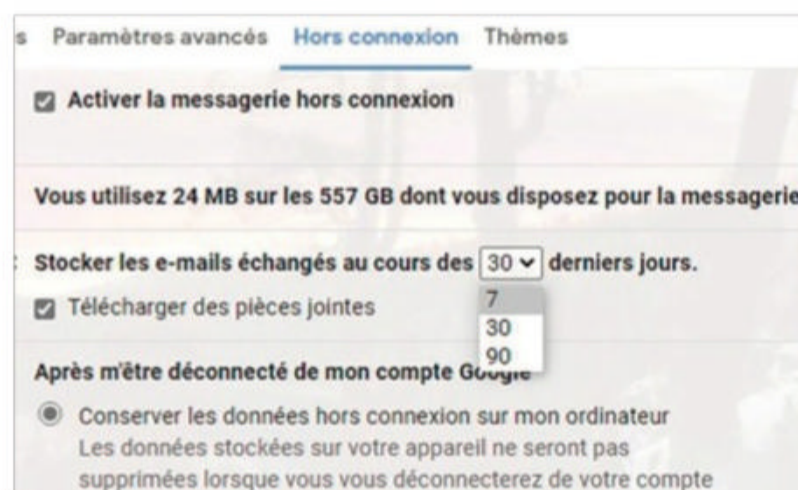 s Paramètres avancés Hors connexion Thèmes
Activer la messagerie hors connexion
Vous utilisez 24 MB sur les 557 GB dont vous disposez pour la messagerie
: Stocker les e-mails échangés au cours des 30 derniers jours.
7
Télécharger des pièces jointes
30
90
Après m'être déconnecté de mon compte Google
Conserver les données hors connexion sur mon ordinateur
Les données stockées sur votre appareil ne seront pas
supprimées lorsque vous vous déconnecterez de votre compte